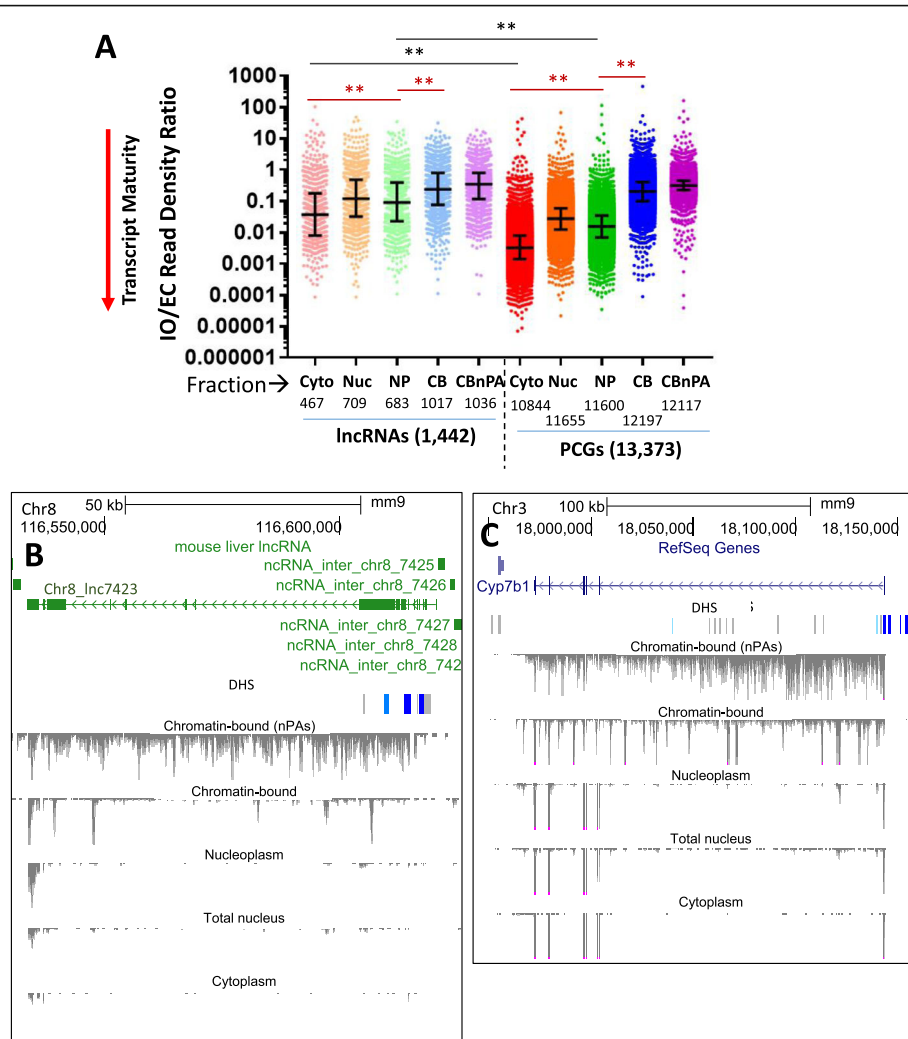 A
**
**
**
**
**
**
Transcript Maturity
IO/EC Read Density Ratio
1000
100
10
1
0.1
0.01
0.001
0.0001
0.00001
0.000001
Fraction→ Cyto Nuc NP CB CBnPA Cyto Nuc NP CB CBnPA
467 709 683 1017 1036 10844 11600 12117
11655 12197
lncRNAs (1,442)
PCGs (13,373)
B
Chr8 50 kb mm9
116,550,000 116,600,000
mouse liver lncRNA
ncRNA_inter_chr8_7425
ncRNA_inter_chr8_7426
Chr8_lnc7423
ncRNA_inter_chr8_7427
ncRNA_inter_chr8_7428
ncRNA_inter_chr8_742
DHS
Chromatin-bound (nPAs)
Chromatin-bound
Nucleoplasm
Total nucleus
Cytoplasm
C
Chr3 100 kb mm9
18,000,000 18,050,000 18,100,000 18,150,000
RefSeq Genes
Cyp7b1
DHS
Chromatin-bound (nPAs)
Chromatin-bound
Nucleoplasm
Total nucleus
Cytoplasm